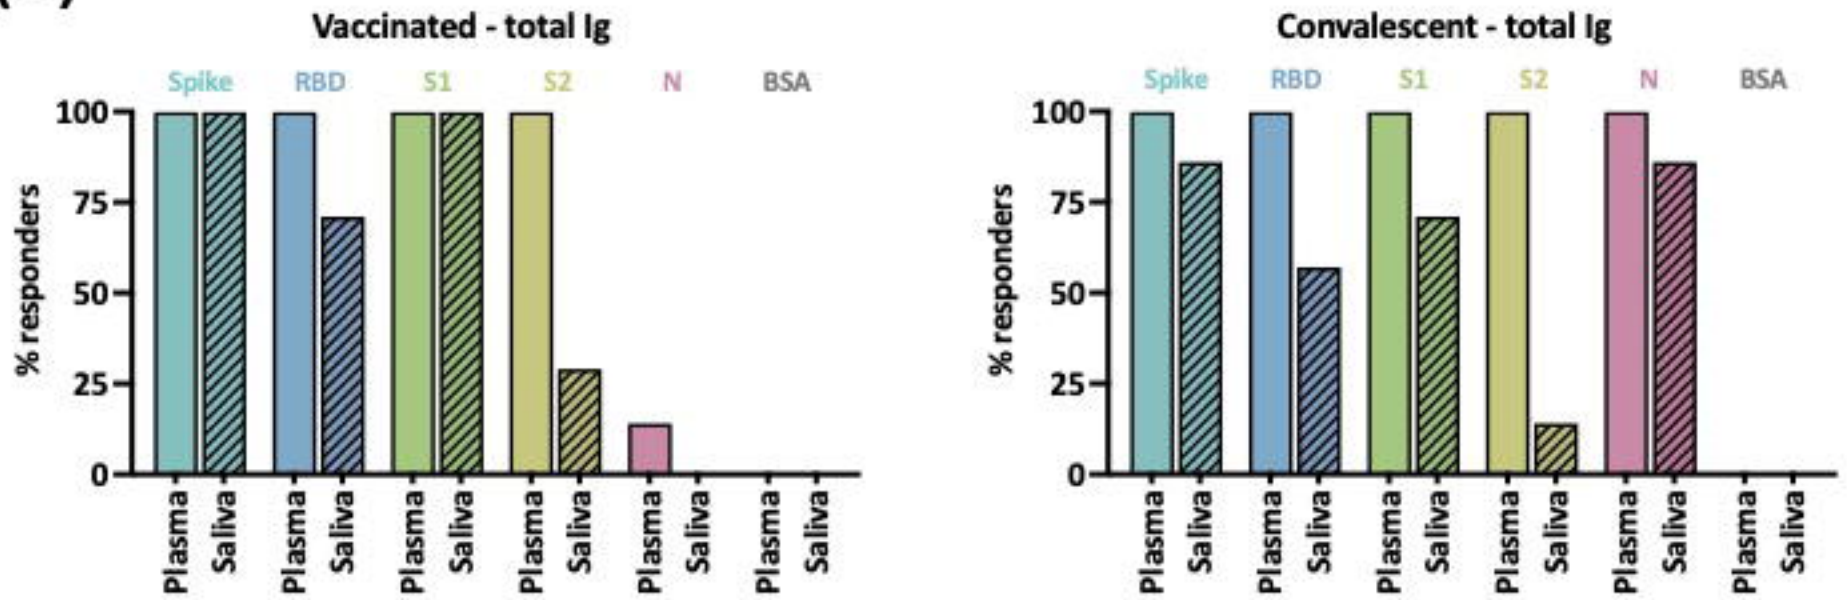 Vaccinated - total Ig
Spike RBD S1 S2 N BSA
100
75
50
25
0
% responders
Plasma Saliva Plasma Saliva Plasma Saliva Plasma Saliva Plasma Saliva Plasma Saliva
Convalescent - total Ig
Spike RBD S1 S2 N BSA
100
75
50
25
0
% responders
Plasma Saliva Plasma Saliva Plasma Saliva Plasma Saliva Plasma Saliva Plasma Saliva